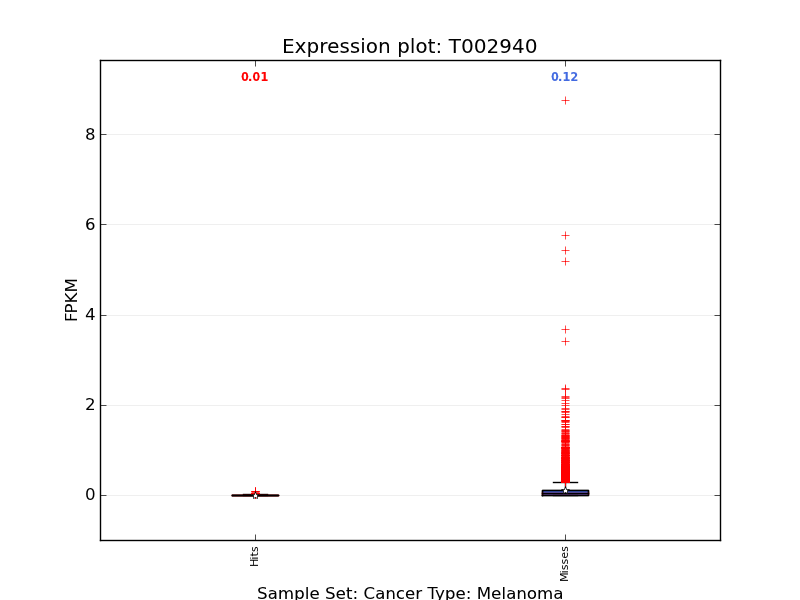 Expression plot: T002940
0.01
0.12
8
6
4
2
0
FPKM
Hits
Misses
Sample Set: Cancer Type: Melanoma